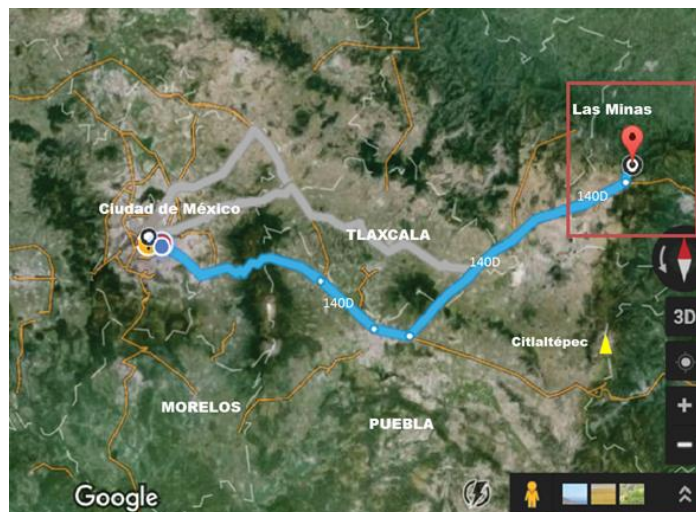 Las Minas
140D
Ciudad de México
TLAXCALA
140D
140D
3D
Citlaltépec
MORELOS
PUEBLA
Google